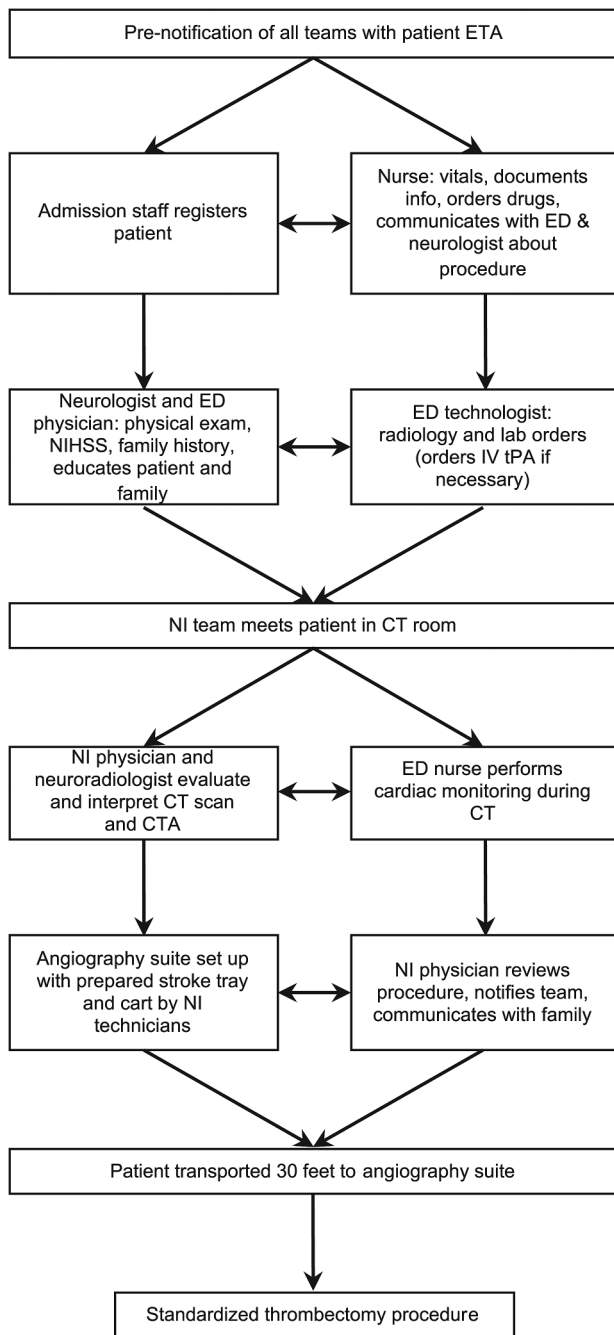 Pre-notification of all teams with patient ETA
Admission staff registers
patient
Nurse: vitals, documents
info, orders drugs,
communicates with ED &
neurologist about
procedure
Neurologist and ED
physician: physical exam,
NIHSS, family history,
educates patient and
family
ED technologist:
radiology and lab orders
(orders IV tPA if
necessary)
NI team meets patient in CT room
NI physician and
neuroradiologist evaluate
and interpret CT scan
and CTA
ED nurse performs
cardiac monitoring during
CT
Angiography suite set up
with prepared stroke tray
and cart by NI
technicians
NI physician reviews
procedure, notifies team,
communicates with family
Patient transported 30 feet to angiography suite
Standardized thrombectomy procedure